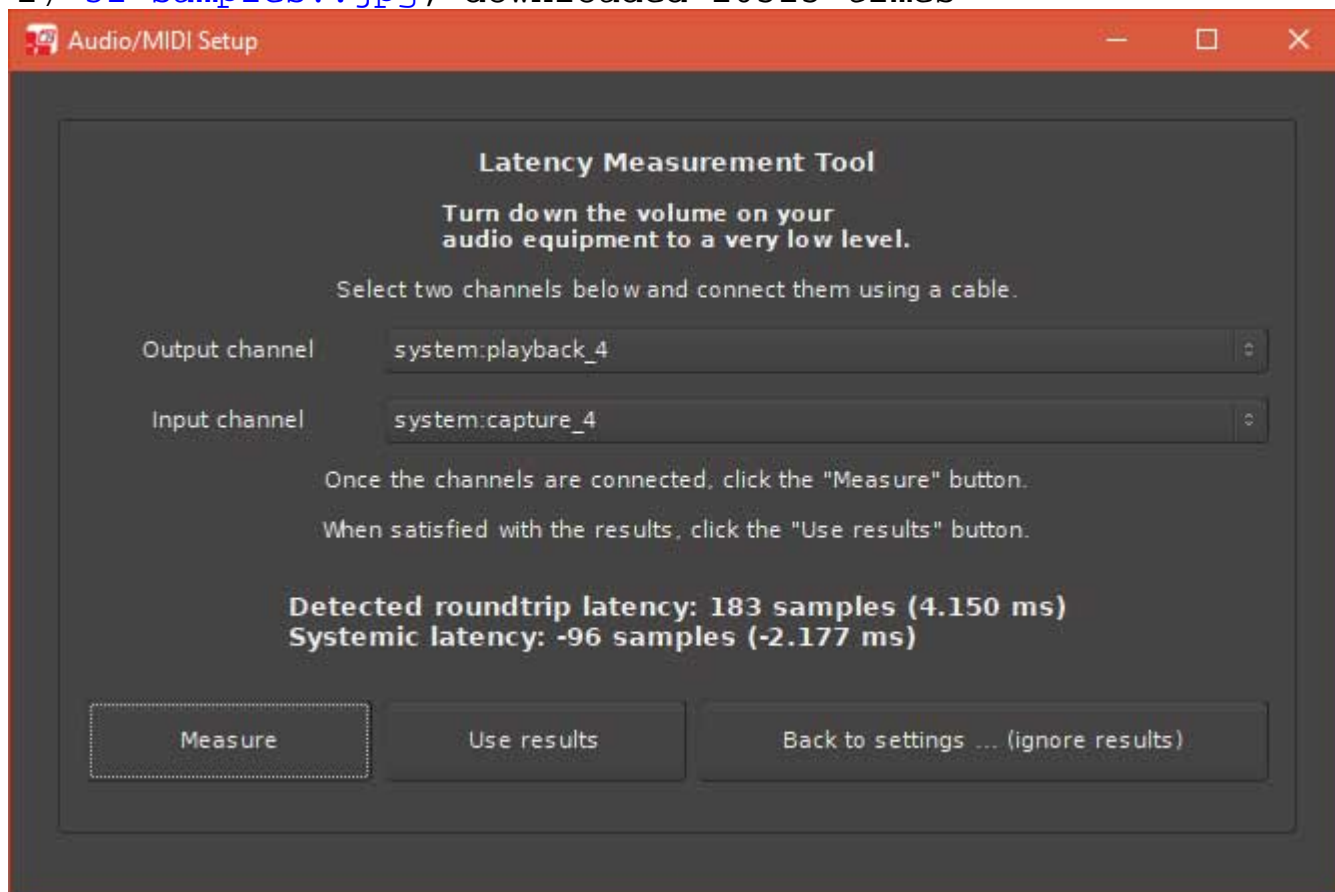 Audio/MIDI Setup
Latency Measurement Tool
Turn down the volume on your
audio equipment to a very low level.
Select two channels below and connect them using a cable.
Output channel system:playback_4
Input channel system:capture_4
Once the channels are connected, click the "Measure" button.
When satisfied with the results, click the "Use results" button.
Detected roundtrip latency: 183 samples (4.150 ms)
Systemic latency: -96 samples (-2.177 ms)
Measure Use results Back to settings ... (ignore results)